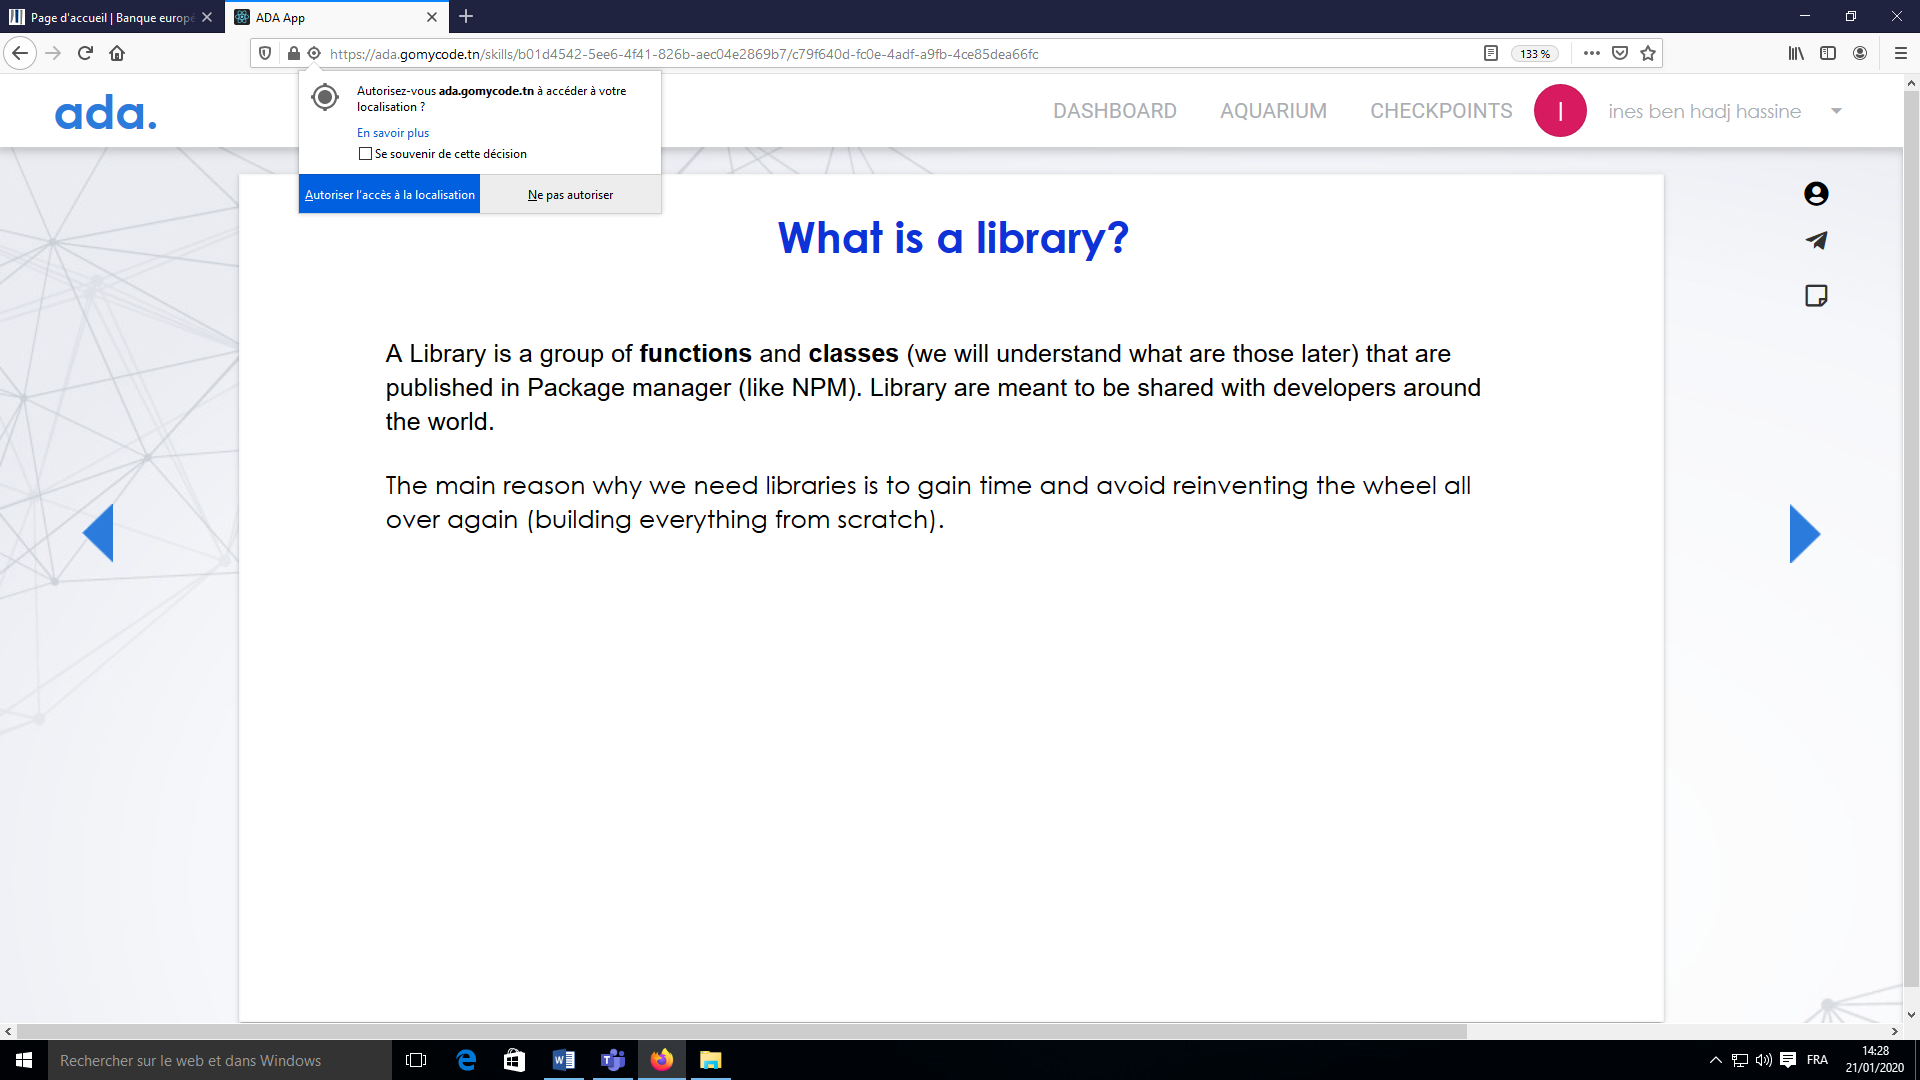 Page d'accueil | Banque europé
ADA App
https://ada.gomycode.tn/skills/b01d4542-5ee6-4f41-826b-aec04e2869b7/c79f640d-fc0e-4adf-a9fb-4ce85dea66fc
133 %
Autorisez-vous ada.gomycode.tn à accéder à votre
localisation ?
En savoir plus
Se souvenir de cette décision
Autoriser l'accès à la localisation
Ne pas autoriser
ada.
DASHBOARD
AQUARIUM
CHECKPOINTS
I
ines ben hadj hassine
What is a library?
A Library is a group of functions and classes (we will understand what are those later) that are
published in Package manager (like NPM). Library are meant to be shared with developers around
the world.
The main reason why we need libraries is to gain time and avoid reinventing the wheel all
over again (building everything from scratch).
Rechercher sur le web et dans Windows
FRA
14:28
21/01/2020